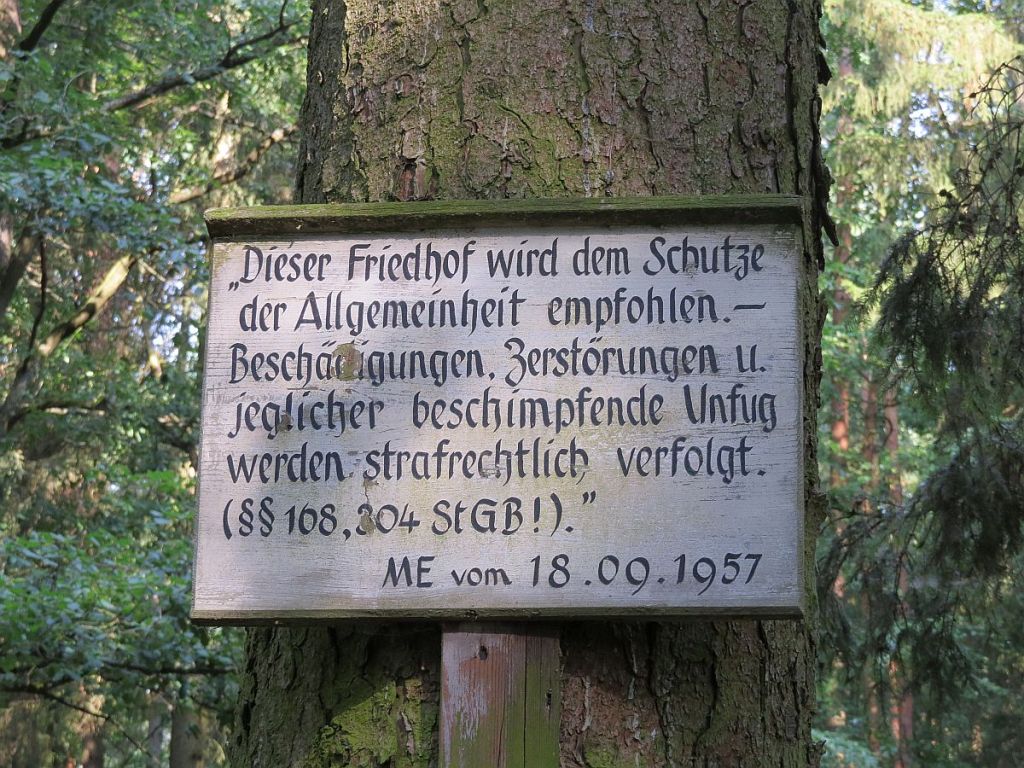 „Dieser Friedhof wird dem Schutze
der Allgemeinheit empfohlen.—
Beschädigungen, Zerstörungen u.
jeglicher beschimpfende Unfug
werden strafrechtlich verfolgt.
(§§ 168, 304 StGB!).”
ME vom 18.09.1957